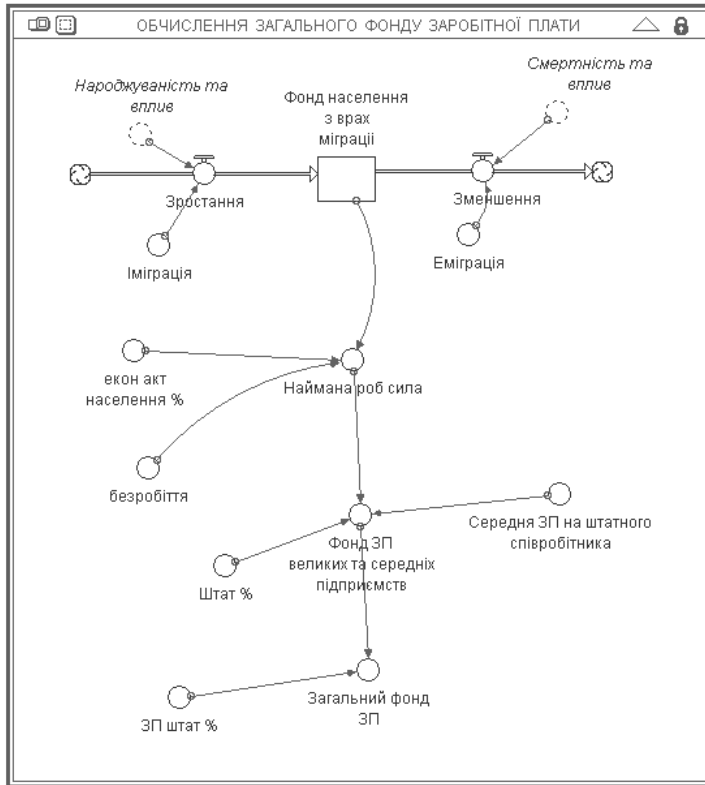 ОБЧИСЛЕННЯ ЗАГАЛЬНОГО ФОНДУ ЗАРОБІТНОЇ ПЛАТИ
Народжуваність та
вплив
Фонд населення
з врах
міграціі
Смертність та
вплив
Зростання
Зменшення
Іміграція
Еміграція
екон акт
населення %
Наймана роб сила
безробіття
Середня ЗП на штатного
співробітника
Фонд ЗП
великих та середніх
підприємств
Штат %
Загальний фонд
ЗП
ЗП штат %